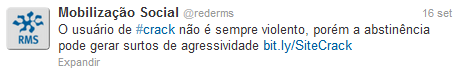 Mobilização Social @rederms 16 set
O usuário de #crack não é sempre violento, porém a abstinência
pode gerar surtos de agressividade bit.ly/SiteCrack
RMS
Expandir